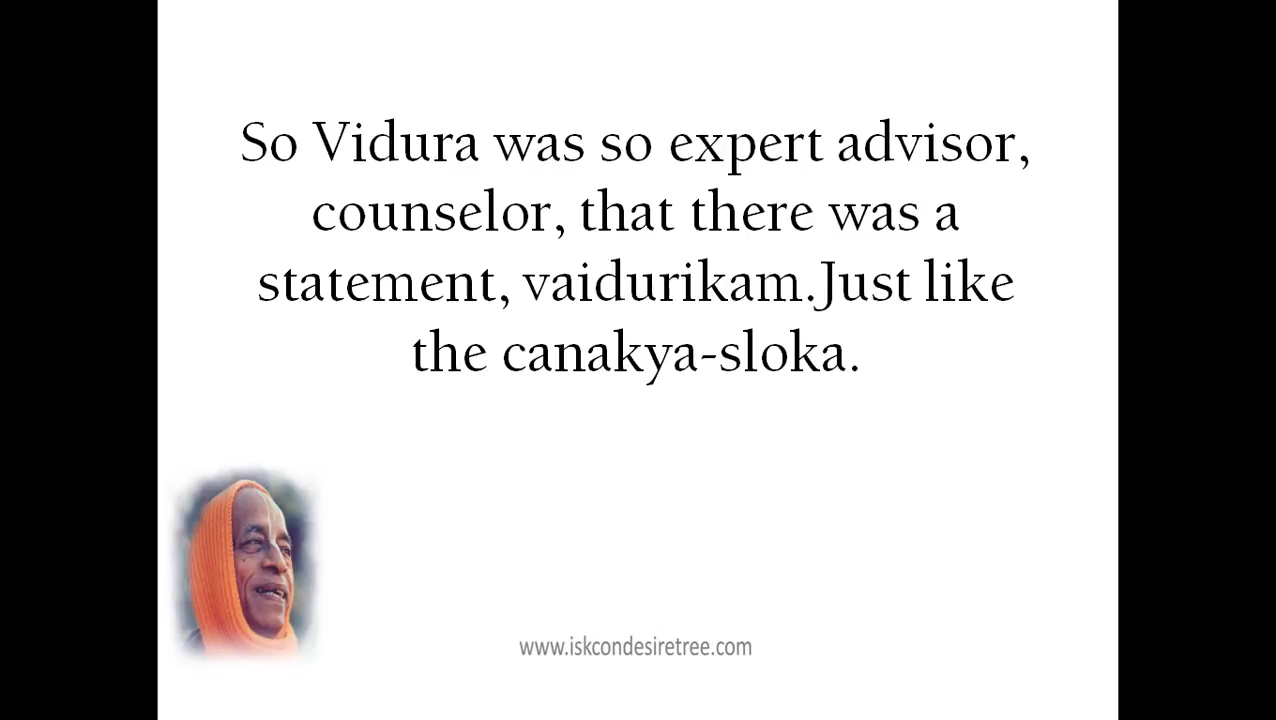 So Vidura was so expert advisor,
counselor, that there was a
statement, vaidurikam.Just like
the canakya-sloka.
www.iskcondesiretree.com